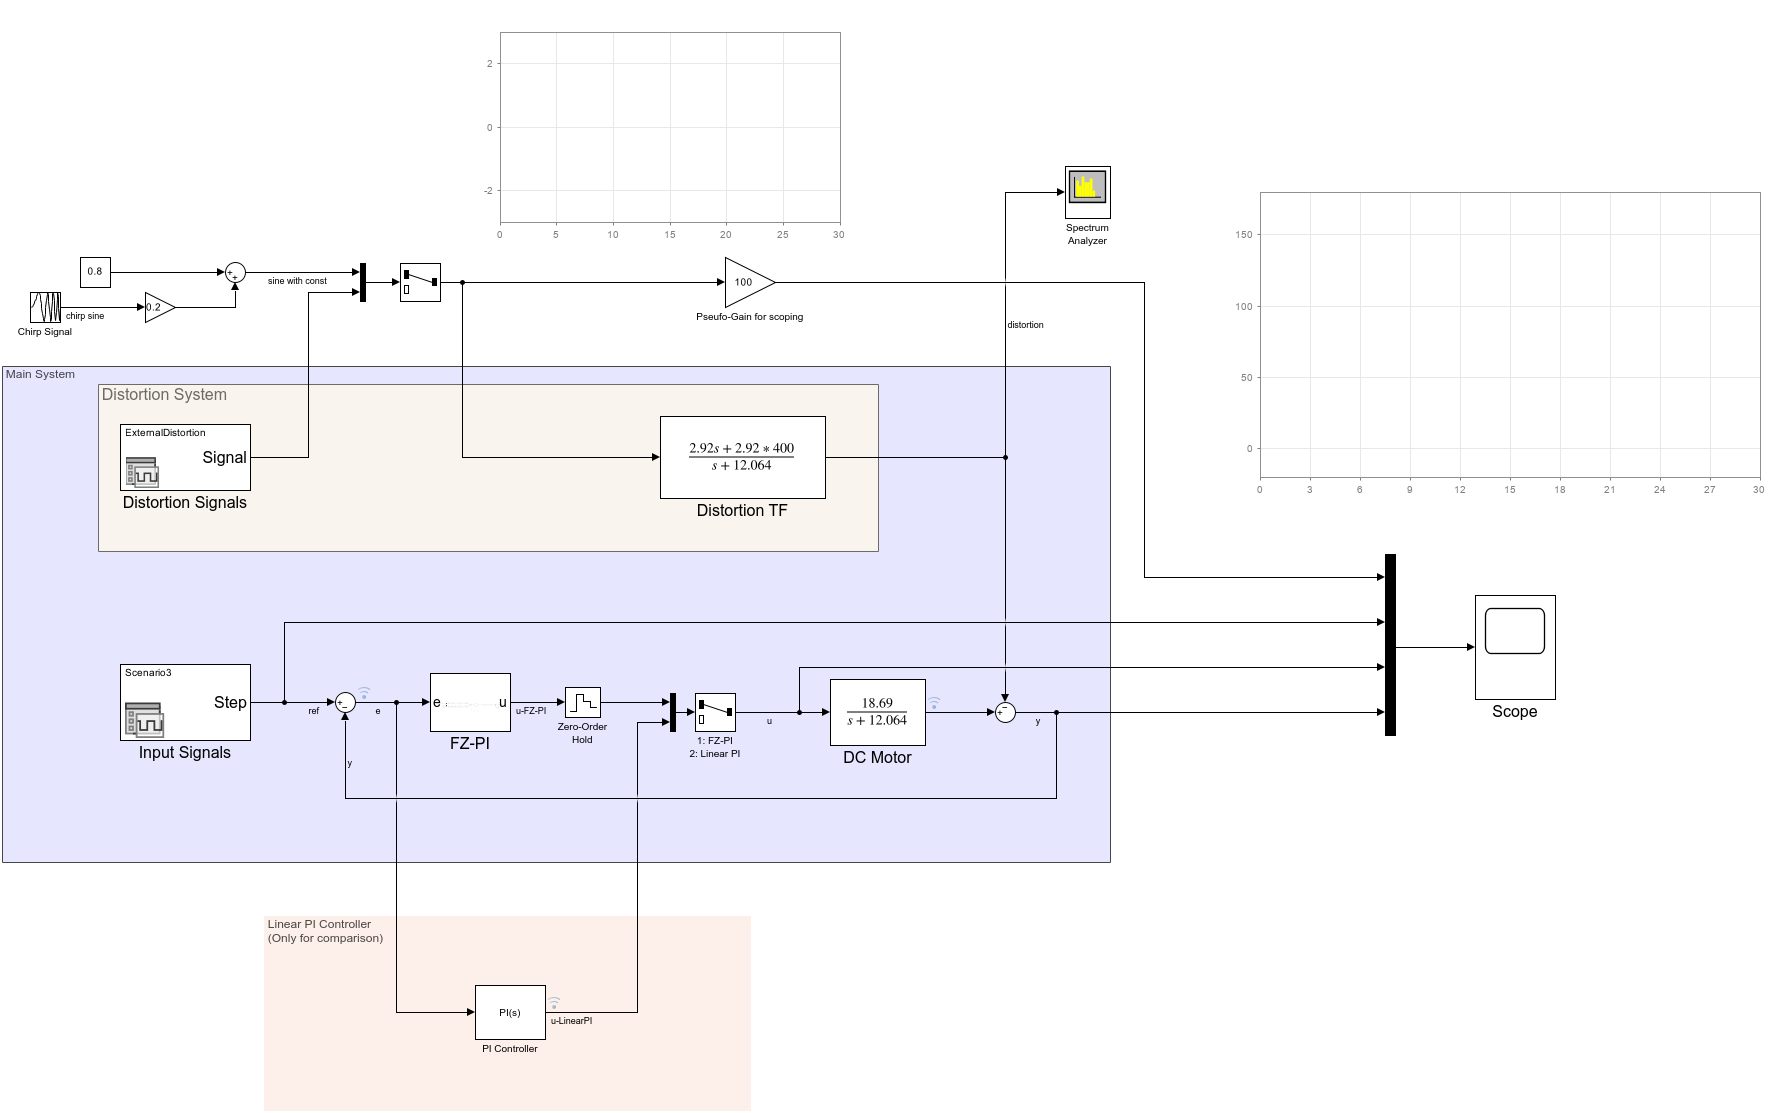 2
0
-2
0 5 10 15 20 25 30
Spectrum
Analyzer
150
100
50
0
0 3 6 9 12 15 18 21 24 27 30
0.8
sine with const
0.2
chirp sine
Chirp Signal
100
Pseufo-Gain for scoping
distortion
Main System
Distortion System
ExternalDistortion
Signal
Distortion Signals
2.92s + 2.92 * 400
s + 12.064
Distortion TF
Scenario3
Step
Input Signals
ref
e
y
e u
FZ-PI
u-FZ-PI
Zero-Order
Hold
1: FZ-PI
2: Linear PI
u
18.69
s + 12.064
DC Motor
y
Scope
Linear PI Controller
(Only for comparison)
PI(s)
u-LinearPI
PI Controller